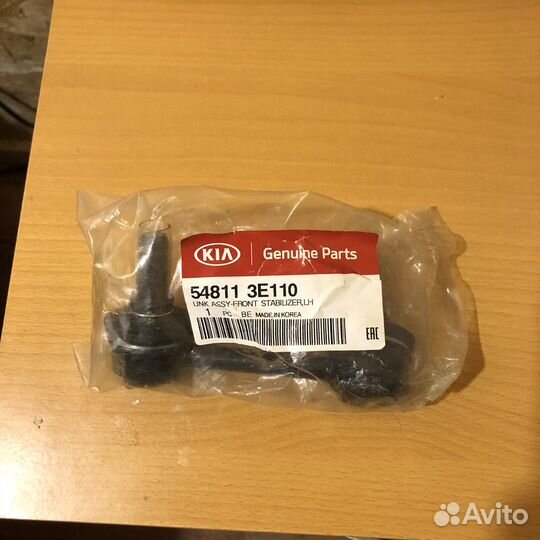 KIA
Genuine Parts
54811 3E110
LINK ASSY-FRONT STABILIZER,LH
1 PC BE MADE IN KOREA
EAC
Avito